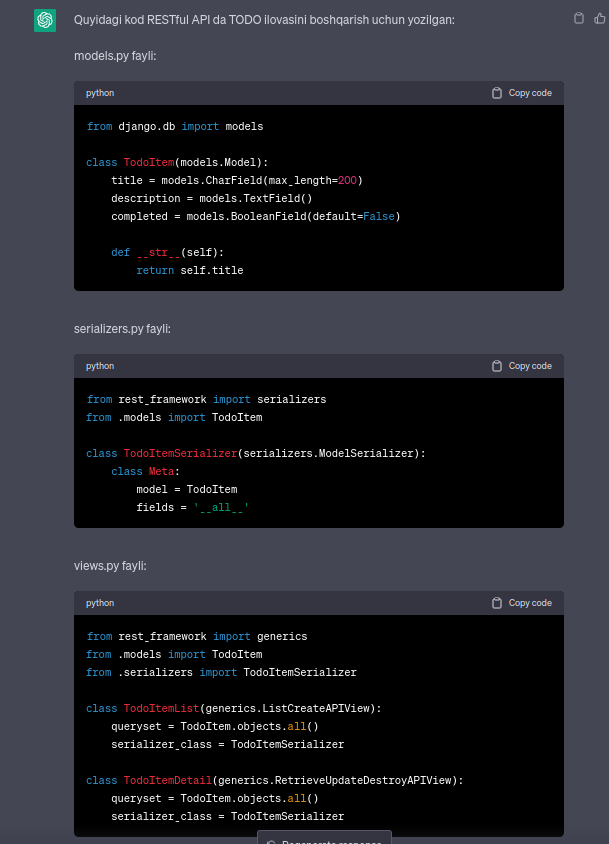 Quyidagi kod RESTful API da TODO ilovasini boshqarish uchun yozilgan:
models.py fayli:
python Copy code
from django.db import models
class TodoItem(models.Model):
    title = models.CharField(max_length=200)
    description = models.TextField()
    completed = models.BooleanField(default=False)
    def __str__(self):
        return self.title
serializers.py fayli:
python Copy code
from rest_framework import serializers
from .models import TodoItem
class TodoItemSerializer(serializers.ModelSerializer):
    class Meta:
        model = TodoItem
        fields = '__all__'
views.py fayli:
python Copy code
from rest_framework import generics
from .models import TodoItem
from .serializers import TodoItemSerializer
class TodoItemList(generics.ListCreateAPIView):
    queryset = TodoItem.objects.all()
    serializer_class = TodoItemSerializer
class TodoItemDetail(generics.RetrieveUpdateDestroyAPIView):
    queryset = TodoItem.objects.all()
    serializer_class = TodoItemSerializer
Regenerate response